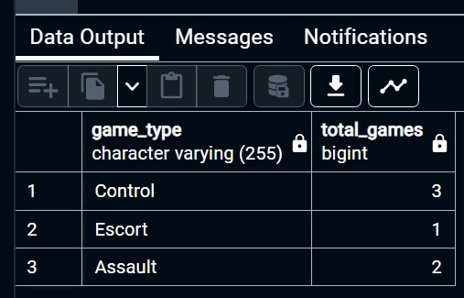 Data Output Messages Notifications
game_type total_games
character varying (255) bigint
1 Control 3
2 Escort 1
3 Assault 2